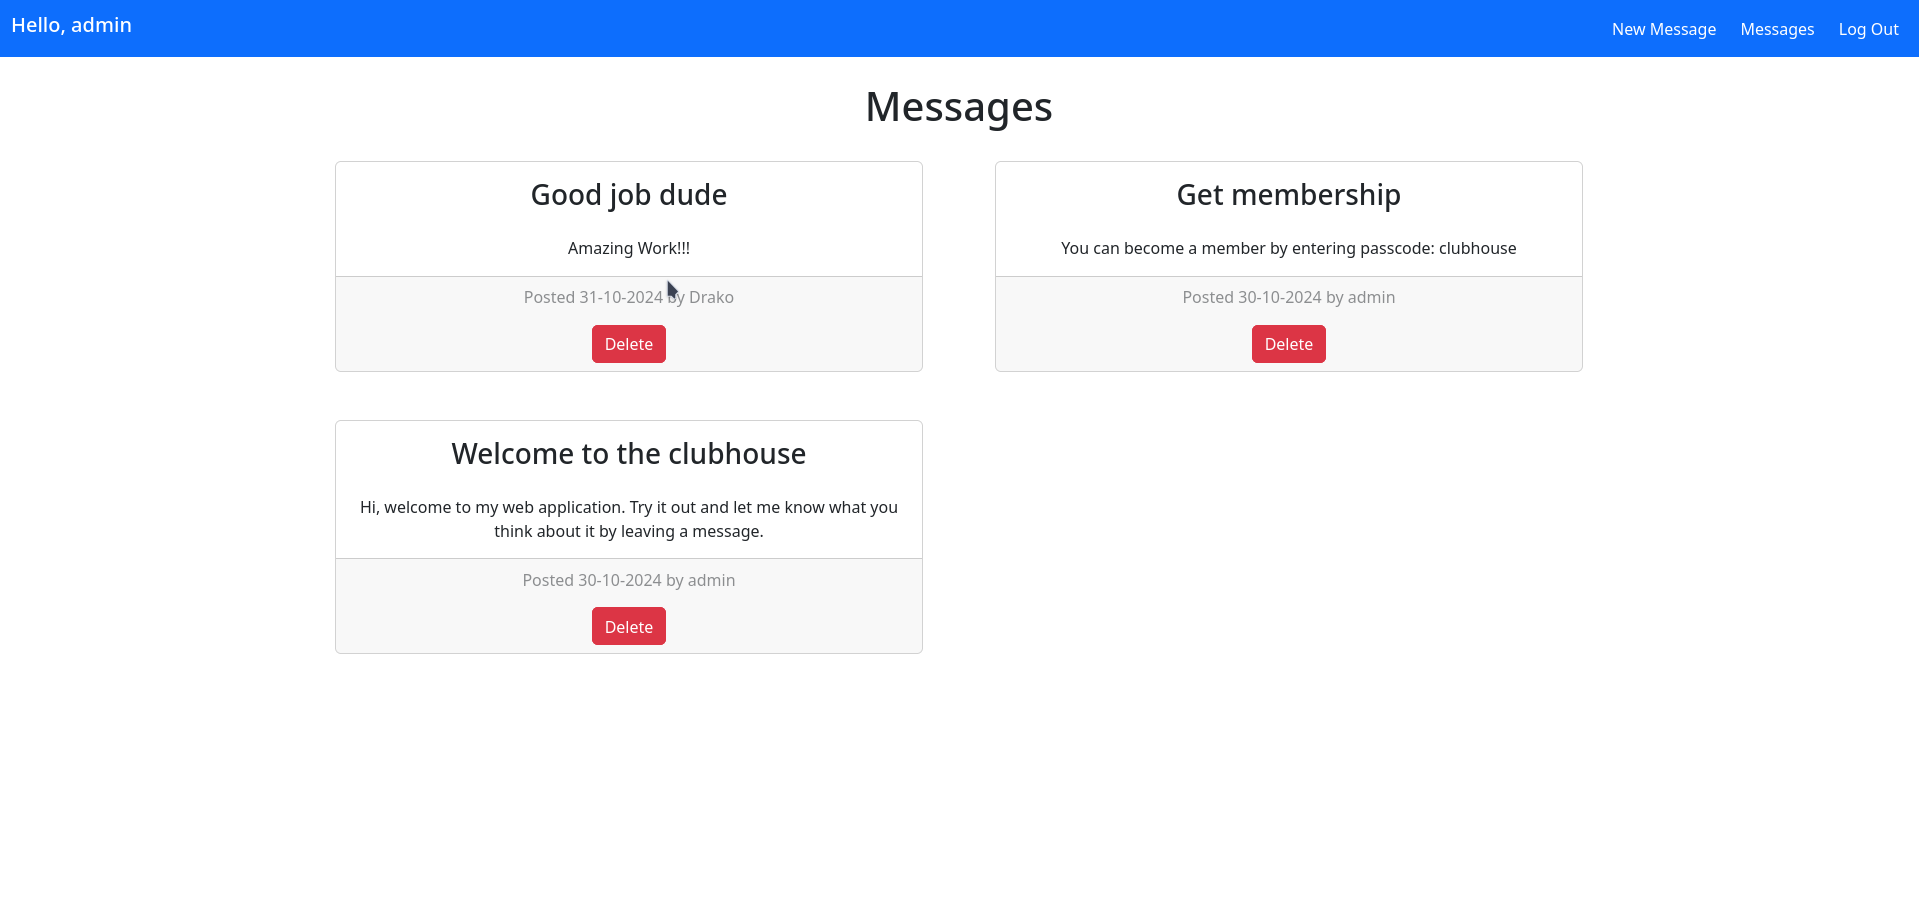 Hello, admin
New Message Messages Log Out
Messages
Good job dude
Amazing Work!!!
Posted 31-10-2024 by Drako
Delete
Get membership
You can become a member by entering passcode: clubhouse
Posted 30-10-2024 by admin
Delete
Welcome to the clubhouse
Hi, welcome to my web application. Try it out and let me know what you
think about it by leaving a message.
Posted 30-10-2024 by admin
Delete